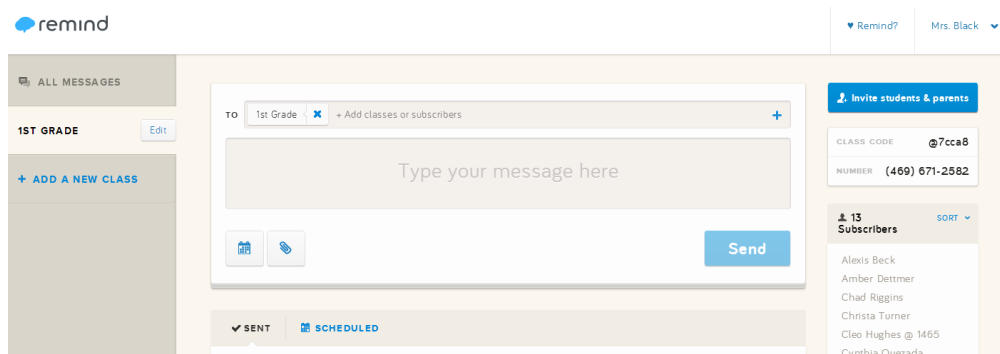 remind
♥ Remind?
Mrs. Black
ALL MESSAGES
1ST GRADE
Edit
+ ADD A NEW CLASS
TO
1st Grade
+ Add classes or subscribers
Type your message here
Send
SENT
SCHEDULED
Invite students & parents
CLASS CODE @7cca8
NUMBER (469) 671-2582
13
Subscribers
SORT
Alexis Beck
Amber Dettmer
Chad Riggins
Christa Turner
Cleo Hughes @ 1465
Cynthia Quezada